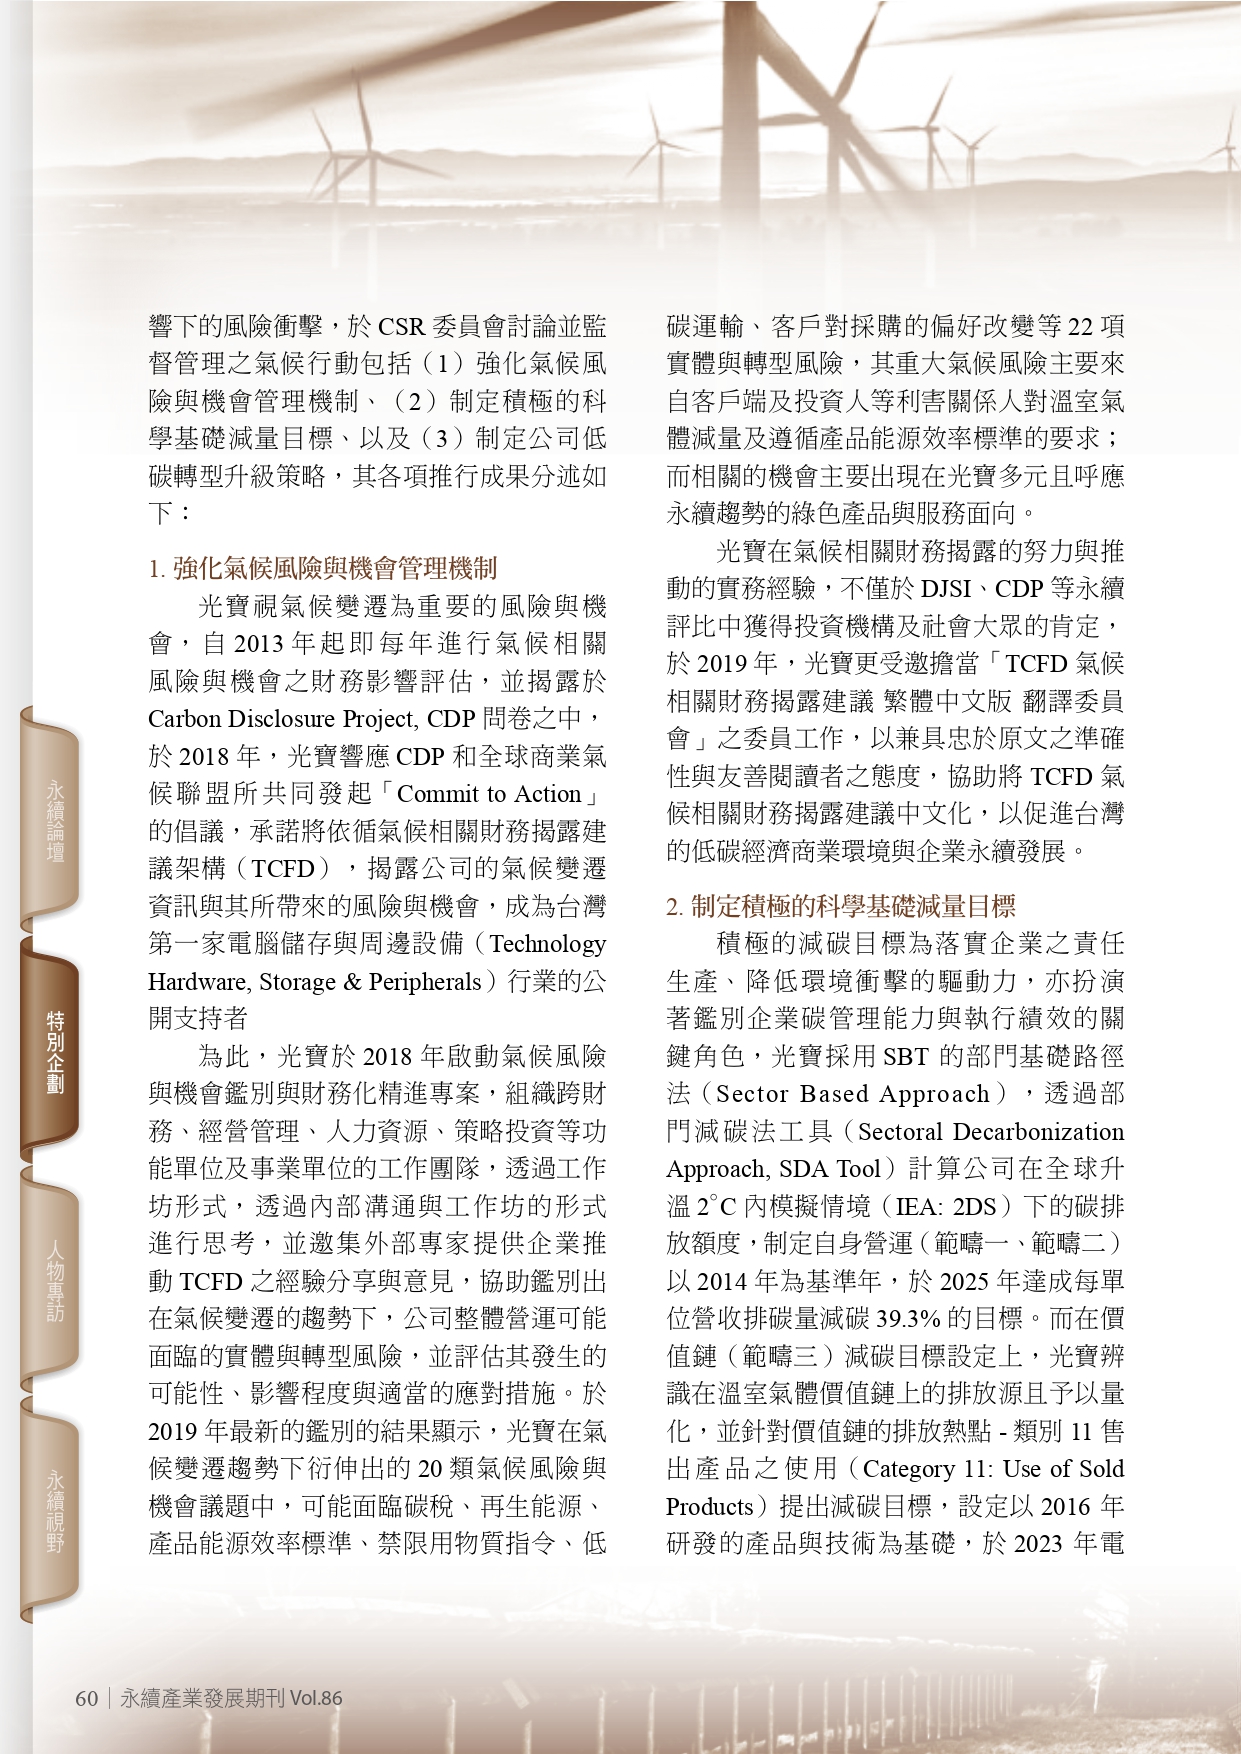 響下的風險衝擊，於 CSR 委員會討論並監
督管理之氣候行動包括（1）強化氣候風
險與機會管理機制、（2）制定積極的科
學基礎減量目標、以及（3）制定公司低
碳轉型升級策略，其各項推行成果分述如
下：
1. 強化氣候風險與機會管理機制
光寶視氣候變遷為重要的風險與機
會，自 2013 年起即每年進行氣候相關
風險與機會之財務影響評估，並揭露於
Carbon Disclosure Project, CDP 問卷之中，
於 2018 年，光寶響應 CDP 和全球商業氣
候聯盟所共同發起「Commit to Action」
的倡議，承諾將依循氣候相關財務揭露建
議架構（TCFD），揭露公司的氣候變遷
資訊與其所帶來的風險與機會，成為台灣
第一家電腦儲存與周邊設備（Technology
Hardware, Storage & Peripherals）行業的公
開支持者
為此，光寶於 2018 年啟動氣候風險
與機會鑑別與財務化精進專案，組織跨財
務、經營管理、人力資源、策略投資等功
能單位及事業單位的工作團隊，透過工作
坊形式，透過內部溝通與工作坊的形式
進行思考，並邀集外部專家提供企業推
動 TCFD 之經驗分享與意見，協助鑑別出
在氣候變遷的趨勢下，公司整體營運可能
面臨的實體與轉型風險，並評估其發生的
可能性、影響程度與適當的應對措施。於
2019 年最新的鑑別的結果顯示，光寶在氣
候變遷趨勢下衍伸出的 20 類氣候風險與
機會議題中，可能面臨碳稅、再生能源、
產品能源效率標準、禁限用物質指令、低
碳運輸、客戶對採購的偏好改變等 22 項
實體與轉型風險，其重大氣候風險主要來
自客戶端及投資人等利害關係人對溫室氣
體減量及遵循產品能源效率標準的要求；
而相關的機會主要出現在光寶多元且呼應
永續趨勢的綠色產品與服務面向。
光寶在氣候相關財務揭露的努力與推
動的實務經驗，不僅於 DJSI、CDP 等永續
評比中獲得投資機構及社會大眾的肯定，
於 2019 年，光寶更受邀擔當「TCFD 氣候
相關財務揭露建議 繁體中文版 翻譯委員
會」之委員工作，以兼具忠於原文之準確
性與友善閱讀者之態度，協助將 TCFD 氣
候相關財務揭露建議中文化，以促進台灣
的低碳經濟商業環境與企業永續發展。
2. 制定積極的科學基礎減量目標
積極的減碳目標為落實企業之責任
生產、降低環境衝擊的驅動力，亦扮演
著鑑別企業碳管理能力與執行績效的關
鍵角色，光寶採用 SBT 的部門基礎路徑
法（Sector Based Approach），透過部
門減碳法工具（Sectoral Decarbonization
Approach, SDA Tool）計算公司在全球升
溫 2°C 內模擬情境（IEA: 2DS）下的碳排
放額度，制定自身營運（範疇一、範疇二）
以 2014 年為基準年，於 2025 年達成每單
位營收排碳量減碳 39.3% 的目標。而在價
值鏈（範疇三）減碳目標設定上，光寶辨
識在溫室氣體價值鏈上的排放源且予以量
化，並針對價值鏈的排放熱點 - 類別 11 售
出產品之使用（Category 11: Use of Sold
Products）提出減碳目標，設定以 2016 年
研發的產品與技術為基礎，於 2023 年電
永續論壇
特別企劃
人物專訪
永續視野
60 | 永續產業發展期刊 Vol.86